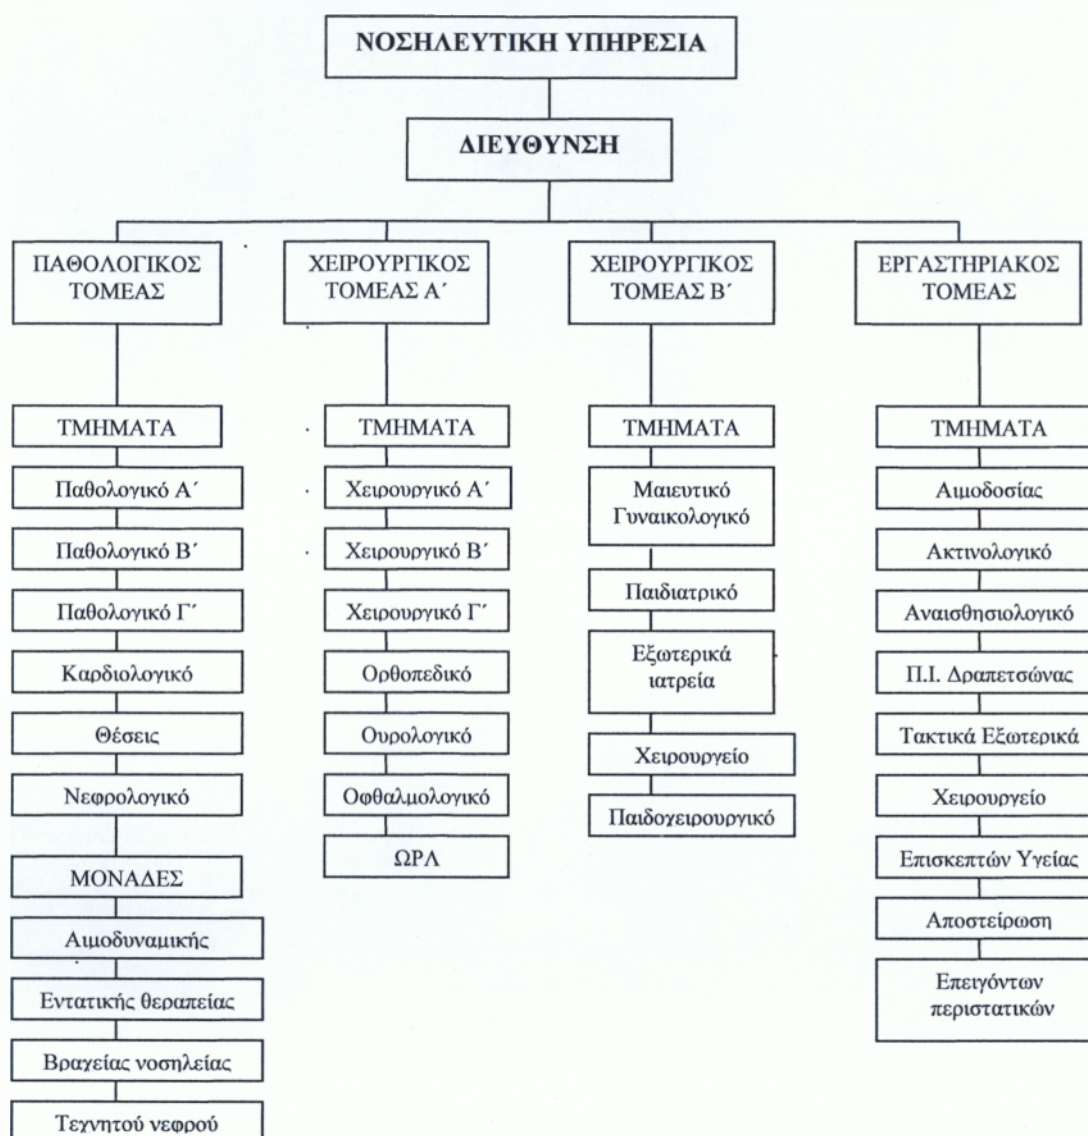 ΝΟΣΗΛΕΥΤΙΚΗ ΥΠΗΡΕΣΙΑ
ΔΙΕΥΘΥΝΣΗ
ΠΑΘΟΛΟΓΙΚΟΣ
ΤΟΜΕΑΣ
ΤΜΗΜΑΤΑ
Παθολογικό Α΄
Παθολογικό Β΄
Παθολογικό Γ΄
Καρδιολογικό
Θέσεις
Νεφρολογικό
ΜΟΝΑΔΕΣ
Αιμοδυναμικής
Εντατικής θεραπείας
Βραχείας νοσηλείας
Τεχνητού νεφρού
ΧΕΙΡΟΥΡΓΙΚΟΣ
ΤΟΜΕΑΣ Α΄
ΤΜΗΜΑΤΑ
Χειρουργικό Α΄
Χειρουργικό Β΄
Χειρουργικό Γ΄
Ορθοπεδικό
Ουρολογικό
Οφθαλμολογικό
ΩΡΛ
ΧΕΙΡΟΥΡΓΙΚΟΣ
ΤΟΜΕΑΣ Β΄
ΤΜΗΜΑΤΑ
Μαιευτικό
Γυναικολογικό
Παιδιατρικό
Εξωτερικά
ιατρεία
Χειρουργείο
Παιδοχειρουργικό
ΕΡΓΑΣΤΗΡΙΑΚΟΣ
ΤΟΜΕΑΣ
ΤΜΗΜΑΤΑ
Αιμοδοσίας
Ακτινολογικό
Αναισθησιολογικό
Π.Ι. Δραπετσώνας
Τακτικά Εξωτερικά
Χειρουργείο
Επισκεπτών Υγείας
Αποστείρωση
Επειγόντων
περιστατικών